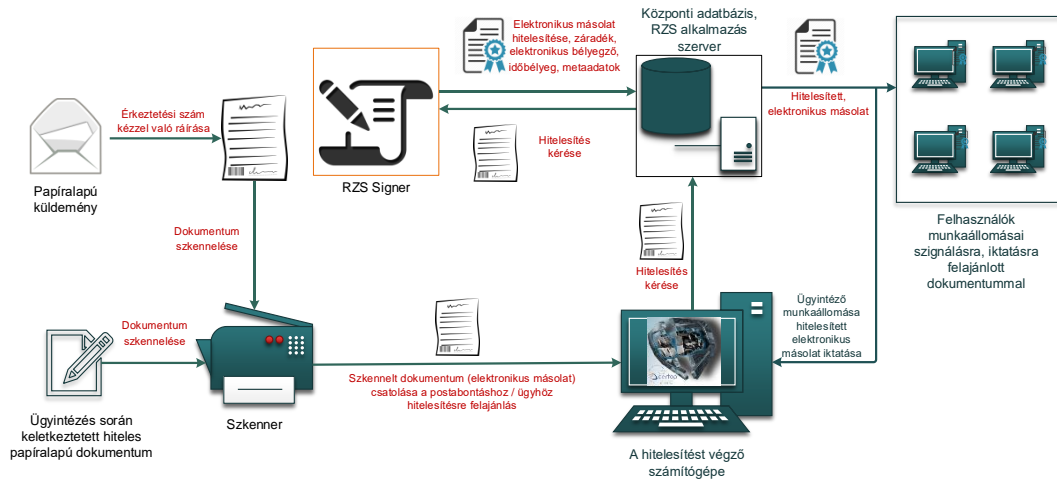 Elektronikus másolat
hitelesítése, záradék,
elektronikus bélyegző,
időbélyeg, metaadatok
Központi adatbázis,
RZS alkalmazás
szerver
Érkeztetési szám
kézzel való ráírása
Hitelesítés
kérése
Hitelesített,
elektronikus másolat
Papíralapú
küldemény
RZS Signer
Felhasználók
munkaállomásai
szignálásra, iktatásra
felajánlott
dokumentummal
Dokumentum
szkennelése
Hitelesítés
kérése
Ügyintéző
munkaállomása
hitelesített
elektronikus
másolat iktatása
Dokumentum
szkennelése
Szkennelt dokumentum (elektronikus másolat)
csatolása a postabontáshoz / ügyhöz
hitelesítésre felajánlás
Ügyintézés során
keletkeztetett hiteles
papíralapú dokumentum
Szkenner
A hitelesítést végző
számítógépe